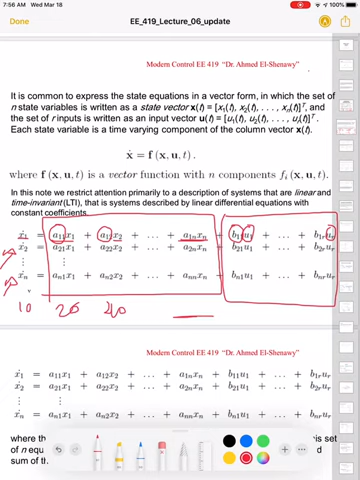 7:56 AM Wed Mar 18
100%
Done
EE_419_Lecture_06_update
Modern Control EE 419 "Dr. Ahmed El-Shenawy"
It is common to express the state equations in a vector form, in which the set of
n state variables is written as a state vector x(t) = [x₁(t), x₂(t), . . . , xₙ(t)]ᵀ, and
the set of r inputs is written as an input vector u(t) = [u₁(t), u₂(t), . . . , uᵣ(t)]ᵀ.
Each state variable is a time varying component of the column vector x(t).
ẋ = f (x, u, t) .
where f (x, u, t) is a vector function with n components fᵢ (x, u, t).
In this note we restrict attention primarily to a description of systems that are linear and
time-invariant (LTI), that is systems described by linear differential equations with
constant coefficients.
ẋ₁ = a₁₁x₁ + a₁₂x₂ + ... + a₁ₙxₙ + b₁₁u₁ + ... + b₁ᵣuᵣ
ẋ₂ = a₂₁x₁ + a₂₂x₂ + ... + a₂ₙxₙ + b₂₁u₁ + ... + b₂ᵣuᵣ
⋮ ⋮
ẋₙ = aₙ₁x₁ + aₙ₂x₂ + ... + aₙₙxₙ + bₙ₁u₁ + ... + bₙᵣuᵣ
10 20 40
Modern Control EE 419 "Dr. Ahmed El-Shenawy"
ẋ₁ = a₁₁x₁ + a₁₂x₂ + ... + a₁ₙxₙ + b₁₁u₁ + ... + b₁ᵣuᵣ
ẋ₂ = a₂₁x₁ + a₂₂x₂ + ... + a₂ₙxₙ + b₂₁u₁ + ... + b₂ᵣuᵣ
⋮ ⋮
ẋₙ = aₙ₁x₁ + aₙ₂x₂ + ... + aₙₙxₙ + bₙ₁u₁ + ... + bₙᵣuᵣ
where th is set
of n equ d
sum of th